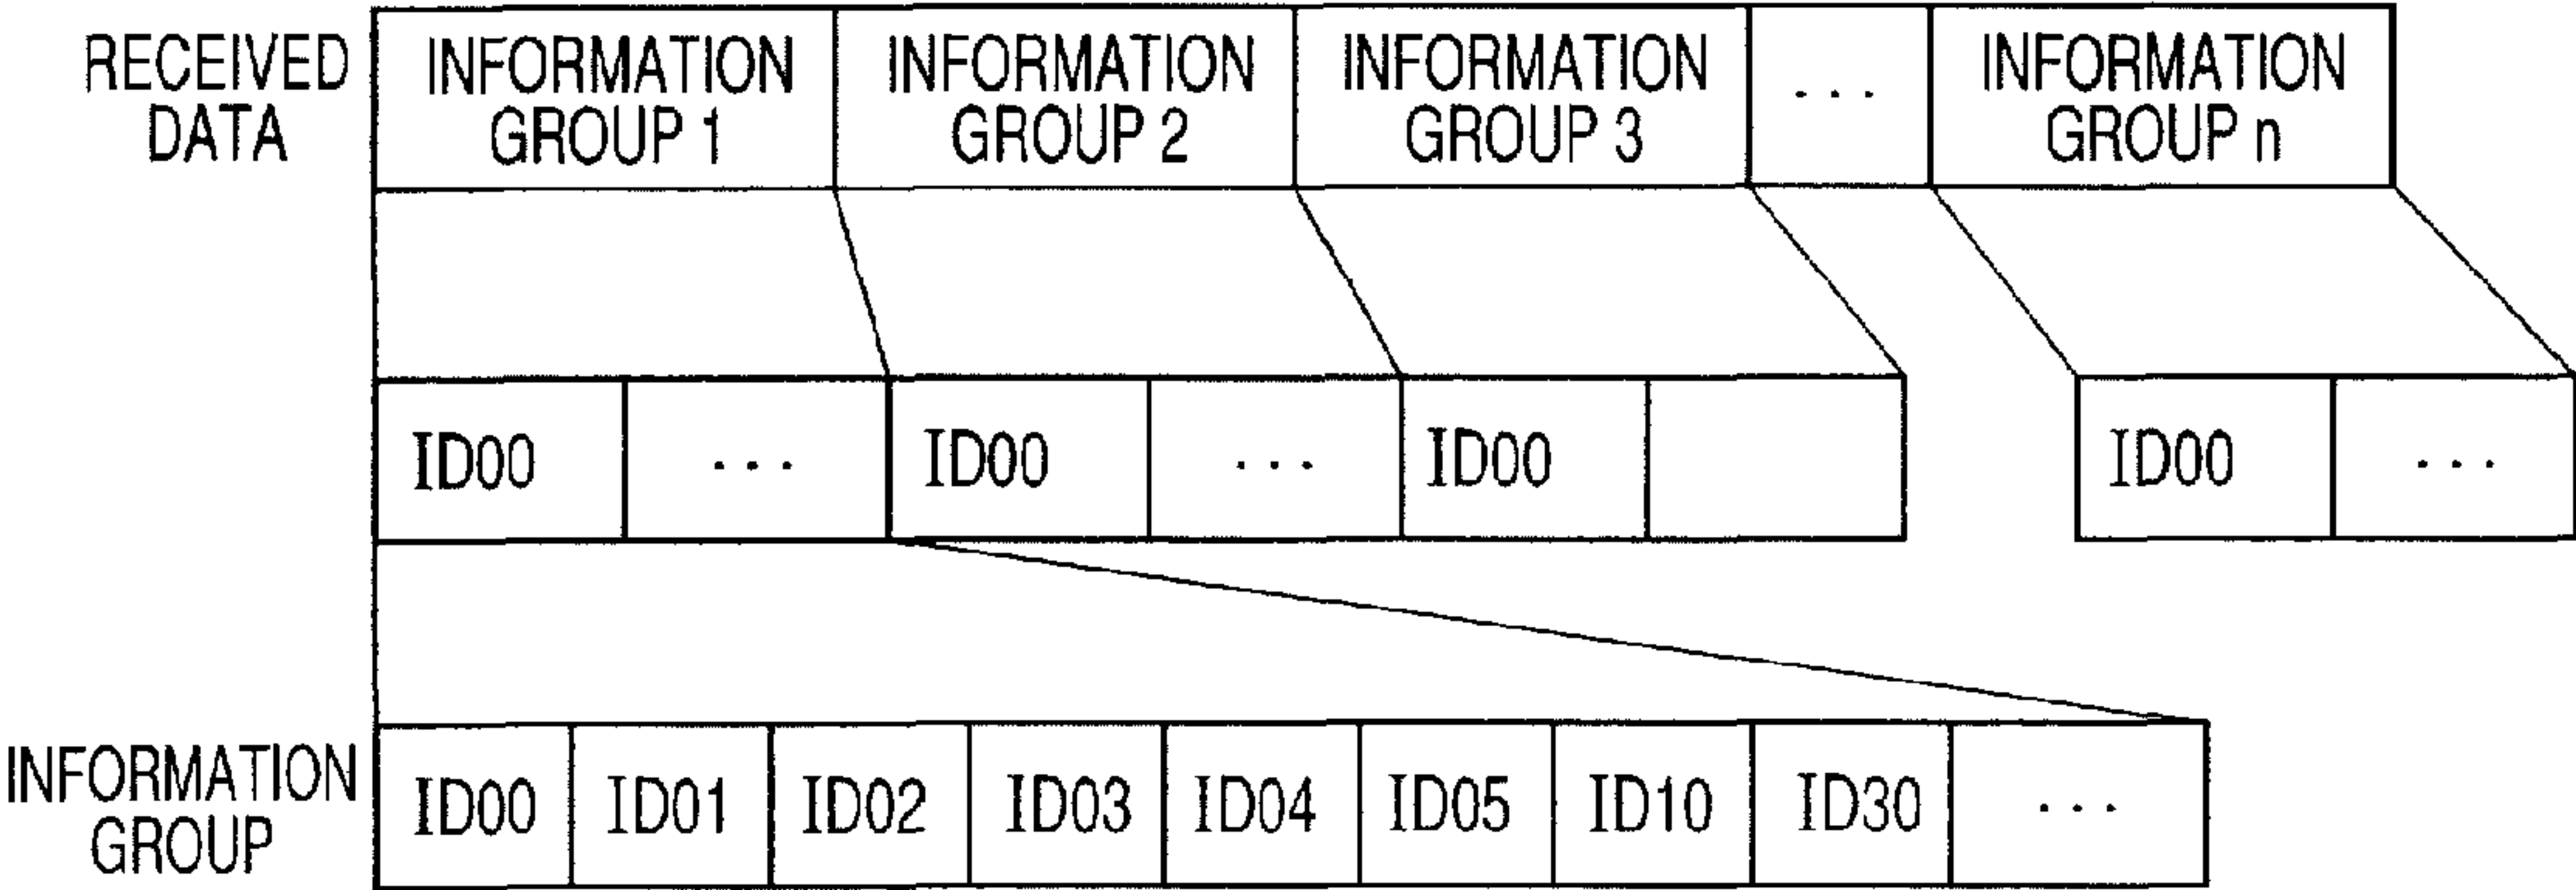 RECEIVED
DATA
INFORMATION
GROUP 1
INFORMATION
GROUP 2
INFORMATION
GROUP 3
...
INFORMATION
GROUP n
ID00
...
ID00
...
ID00
ID00
...
INFORMATION
GROUP
ID00
ID01
ID02
ID03
ID04
ID05
ID10
ID30
...